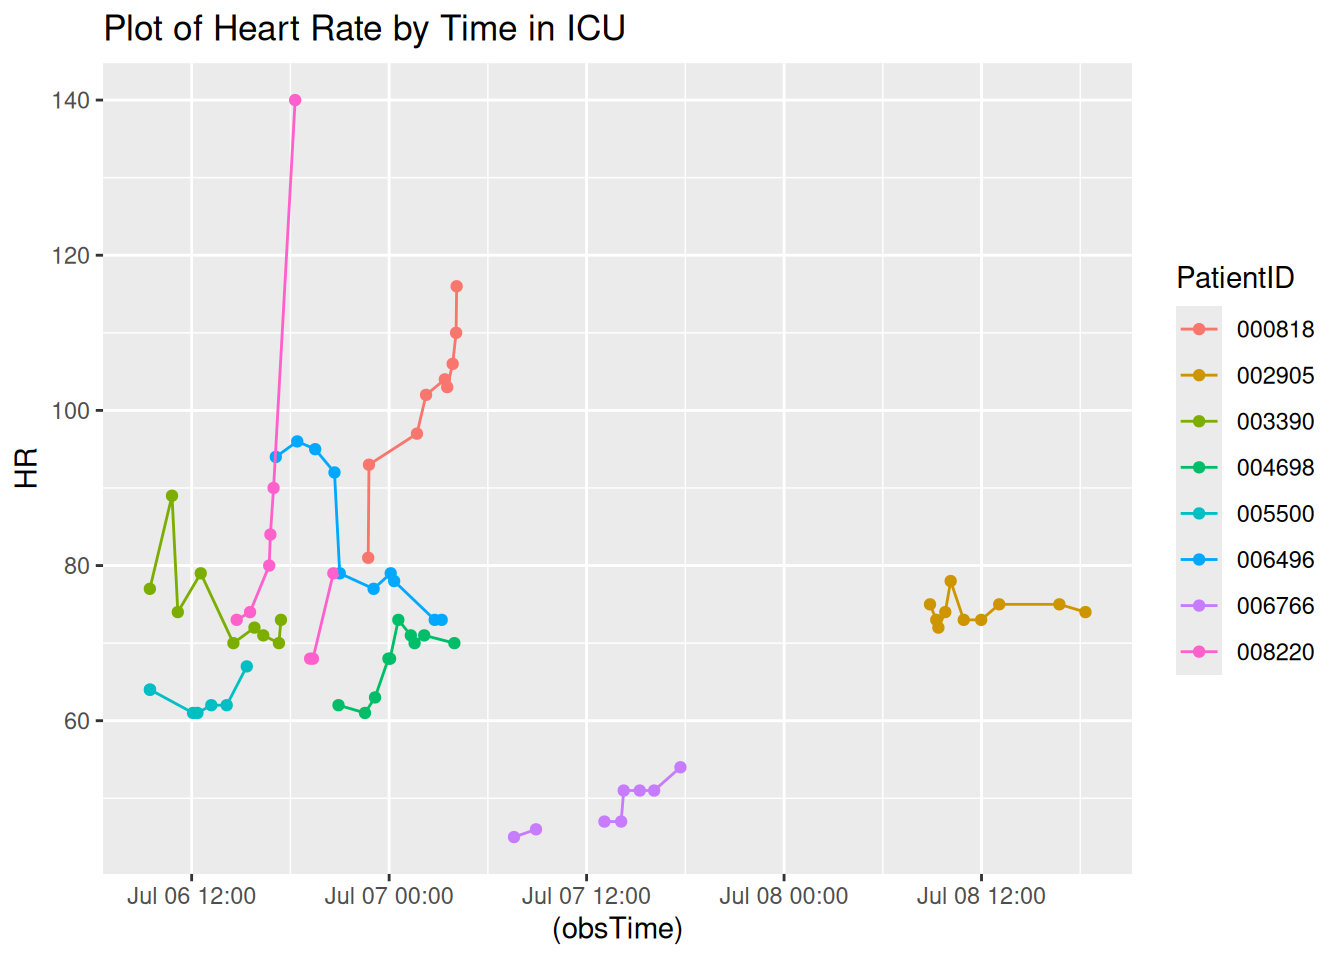 Plot of Heart Rate by Time in ICU
140
120
100
80
60
HR
Jul 06 12:00
Jul 07 00:00
Jul 07 12:00
Jul 08 00:00
Jul 08 12:00
(obsTime)
PatientID
000818
002905
003390
004698
005500
006496
006766
008220